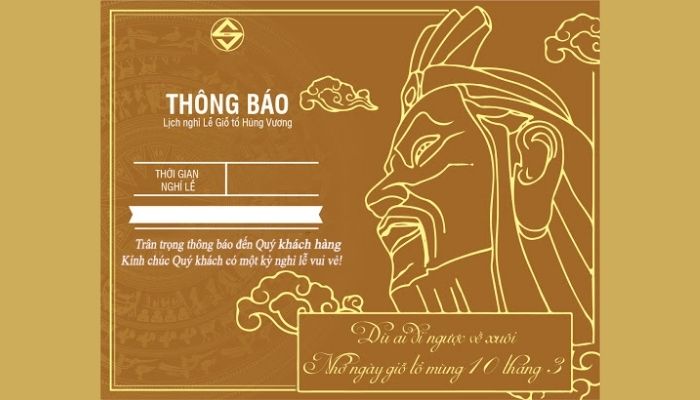 THÔNG BÁO
Lịch nghỉ Lễ Giỗ tổ Hùng Vương
THỜI GIAN
NGHỈ LỄ
Trân trọng thông báo đến Quý khách hàng
Kính chúc Quý khách có một kỳ nghỉ lễ vui vẻ!
Dù ai đi ngược về xuôi
Nhớ ngày giỗ tổ mùng 10 tháng 3